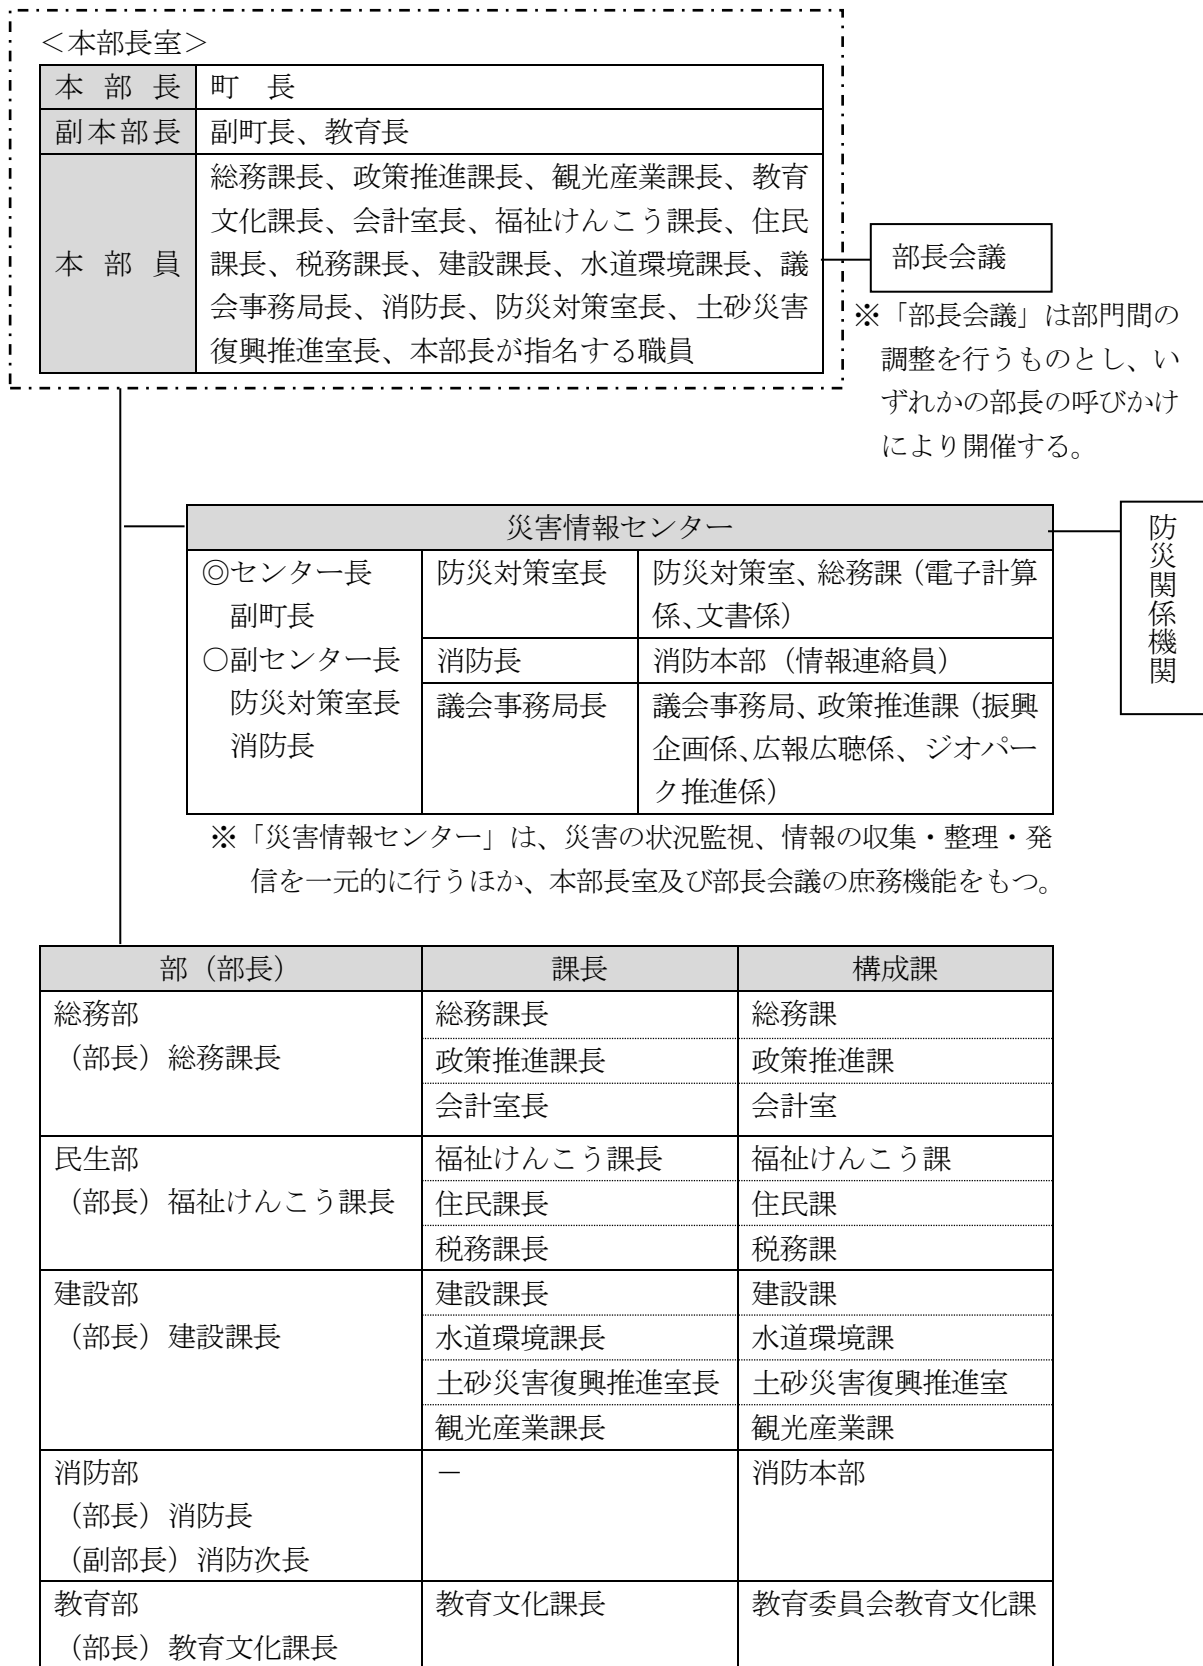 ＜本部長室＞
本 部 長 町 長
副本部長 副町長、教育長
本 部 員
総務課長、政策推進課長、観光産業課長、教育
文化課長、会計室長、福祉けんこう課長、住民
課長、税務課長、建設課長、水道環境課長、議
会事務局長、消防長、防災対策室長、土砂災害
復興推進室長、本部長が指名する職員
部長会議
※「部長会議」は部門間の
調整を行うものとし、い
ずれかの部長の呼びかけ
により開催する。
災害情報センター
◎センター長
副町長
○副センター長
防災対策室長
消防長
防災対策室長
防災対策室、総務課（電子計算
係、文書係）
消防長
消防本部（情報連絡員）
議会事務局長
議会事務局、政策推進課（振興
企画係、広報広聴係、ジオパー
ク推進係）
防災関係機関
※「災害情報センター」は、災害の状況監視、情報の収集・整理・発
信を一元的に行うほか、本部長室及び部長会議の庶務機能をもつ。
部（部長） 課長 構成課
総務部
（部長）総務課長
総務課長 総務課
政策推進課長 政策推進課
会計室長 会計室
民生部
（部長）福祉けんこう課長
福祉けんこう課長 福祉けんこう課
住民課長 住民課
税務課長 税務課
建設部
（部長）建設課長
建設課長 建設課
水道環境課長 水道環境課
土砂災害復興推進室長 土砂災害復興推進室
観光産業課長 観光産業課
消防部
（部長）消防長
（副部長）消防次長
－ 消防本部
教育部
（部長）教育文化課長
教育文化課長 教育委員会教育文化課